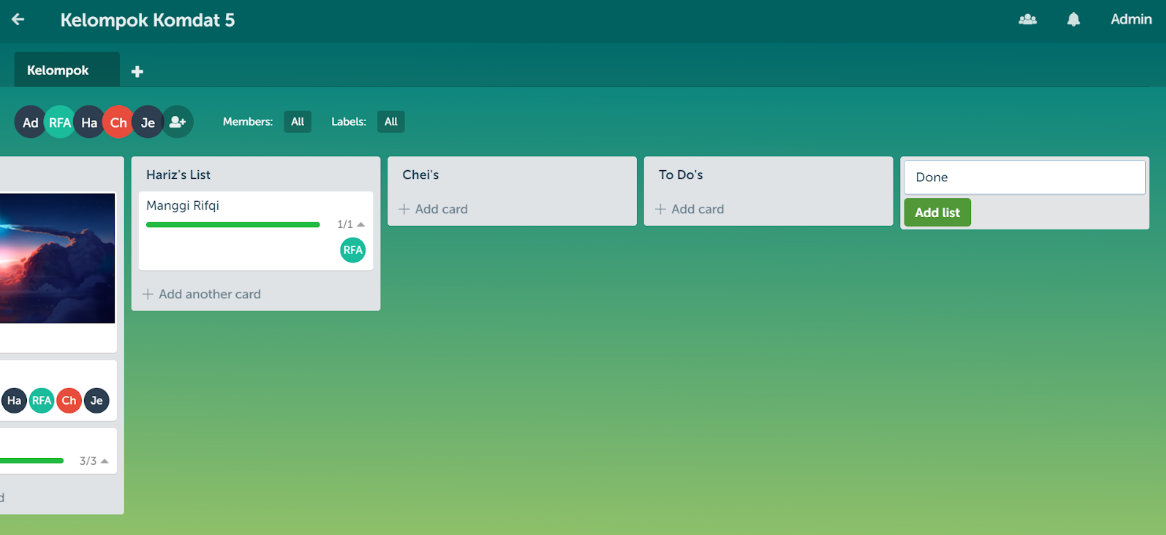 Kelompok Komdat 5
Admin
Kelompok
Ad RFA Ha Ch Je
Members: All Labels: All
Ha RFA Ch Je
3/3
d
Hariz's List
Manggi Rifqi
1/1
RFA
Add another card
Chei's
Add card
To Do's
Add card
Done
Add list